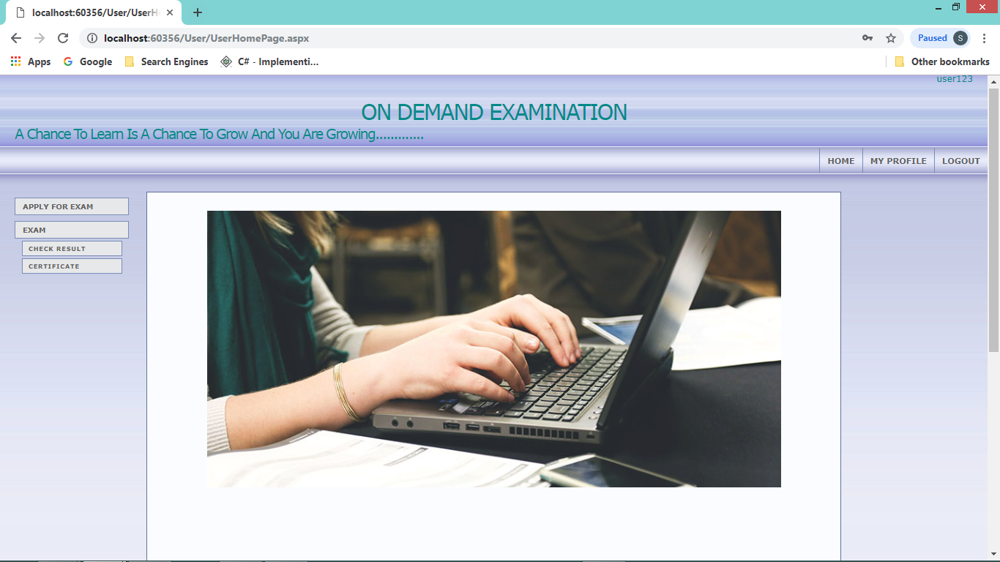 localhost:60356/User/UserH
localhost:60356/User/UserHomePage.aspx
Paused
S
Apps
Google
Search Engines
C# - Implementi...
Other bookmarks
user123
ON DEMAND EXAMINATION
A Chance To Learn Is A Chance To Grow And You Are Growing.............
HOME
MY PROFILE
LOGOUT
APPLY FOR EXAM
EXAM
CHECK RESULT
CERTIFICATE